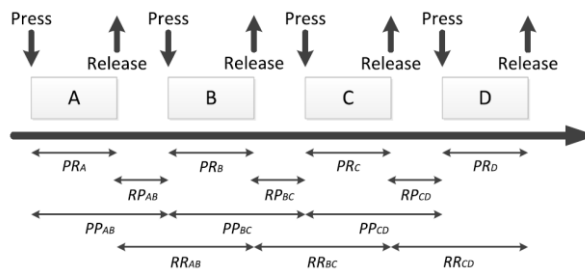 Press Press Press Press
Release Release Release Release
A B C D
PRA PRB PRC PRD
RPAB RPBC RPCD
PPAB PPBC PPCD
RRAB RRBC RRCD